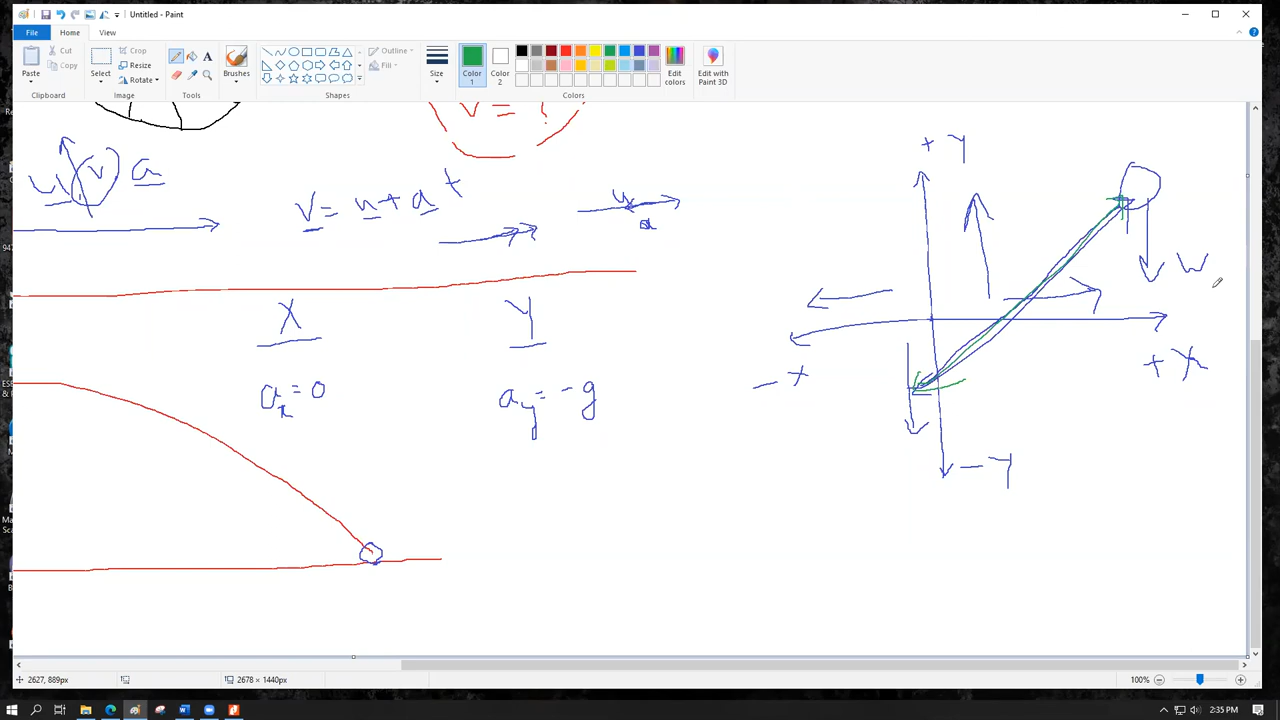 Untitled - Paint
File Home View
Paste
Cut
Copy
Clipboard
Select
Crop
Resize
Rotate
Image
Tools
Brushes
Outline
Fill
Shapes
Size
Color 1
Color 2
Edit colors
Edit with Paint 3D
Colors
V = ?
u (v) a
V = u + a t
u
a
X Y
aₓ = 0
a_y = -g
+ Y
W
- X
+ X
- Y
2627, 889px
2678 × 1440px
100%
2:35 PM